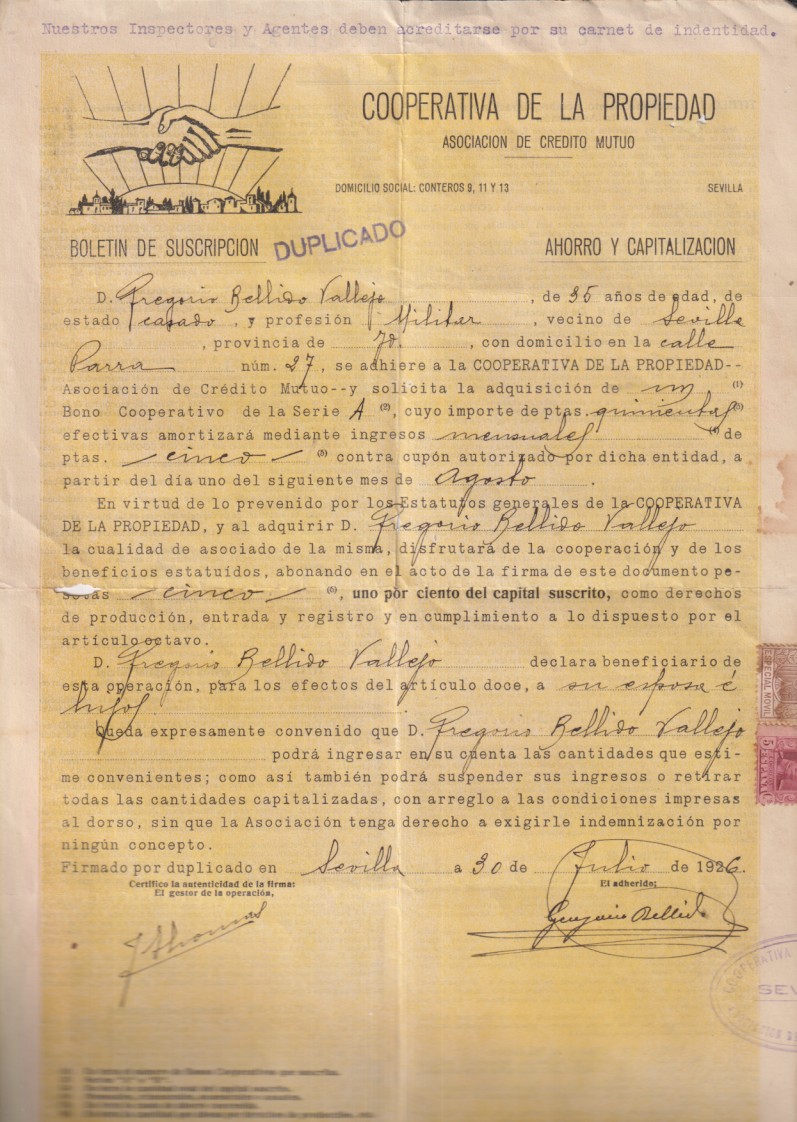 Nuestros Inspectores y Agentes deben acreditarse por su carnet de indentidad.
COOPERATIVA DE LA PROPIEDAD
ASOCIACION DE CREDITO MUTUO
DOMICILIO SOCIAL: CONTEROS 9, 11 Y 13 SEVILLA
BOLETIN DE SUSCRIPCION DUPLICADO AHORRO Y CAPITALIZACION
D. Gregorio Bellido Vallejo, de 35 años de edad, de
estado casado, y profesión Militar, vecino de Sevilla
, provincia de Id., con domicilio en la calle
Parra núm. 27, se adhiere a la COOPERATIVA DE LA PROPIEDAD--
Asociación de Crédito Mutuo--y solicita la adquisición de un (1)
Bono Cooperativo de la Serie A (2), cuyo importe de ptas. quinientas (3)
efectivas amortizará mediante ingresos mensuales (4) de
ptas. cinco (5) contra cupón autorizado por dicha entidad, a
partir del día uno del siguiente mes de Agosto.
En virtud de lo prevenido por los Estatutos generales de la COOPERATIVA
DE LA PROPIEDAD, y al adquirir D. Gregorio Bellido Vallejo
la cualidad de asociado de la misma, disfrutará de la cooperación y de los
beneficios estatuídos, abonando en el acto de la firma de este documento pe-
setas cinco (6), uno por ciento del capital suscrito, como derechos
de producción, entrada y registro y en cumplimiento a lo dispuesto por el
artículo octavo.
D. Gregorio Bellido Vallejo declara beneficiario de
esta operación, para los efectos del artículo doce, a su esposa é
hijos.
Queda expresamente convenido que D. Gregorio Bellido Vallejo
podrá ingresar en su cuenta las cantidades que esti-
me convenientes; como así también podrá suspender sus ingresos o retirar
todas las cantidades capitalizadas, con arreglo a las condiciones impresas
al dorso, sin que la Asociación tenga derecho a exigirle indemnización por
ningún concepto.
Firmado por duplicado en Sevilla a 30 de Julio de 1926.
Certifico la autenticidad de la firma:
El gestor de la operación,
El adherido:
Gregorio Bellido
COOPERATIVA
SEV